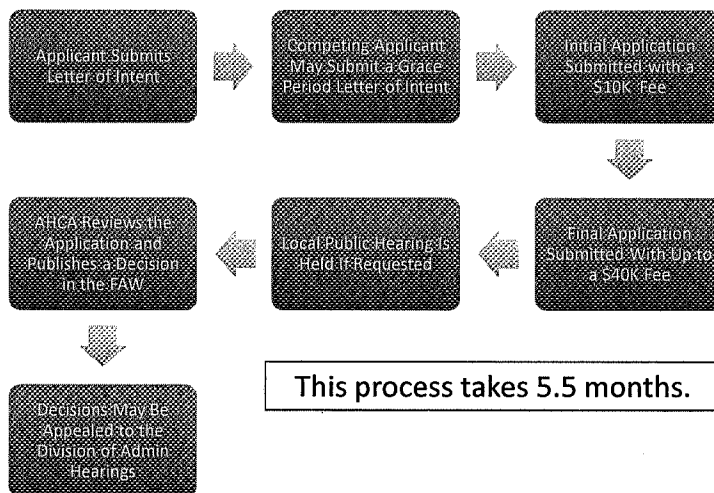 Applicant Submits
Letter of Intent
Competing Applicant
May Submit a Grace
Period Letter of Intent
Initial Application
Submitted with a
$10K Fee
Final Application
Submitted With Up to
a $40K Fee
Local Public Hearing Is
Held If Requested
AHCA Reviews the
Application and
Publishes a Decision
in the FAW
Decisions May Be
Appealed to the
Division of Admin
Hearings
This process takes 5.5 months.